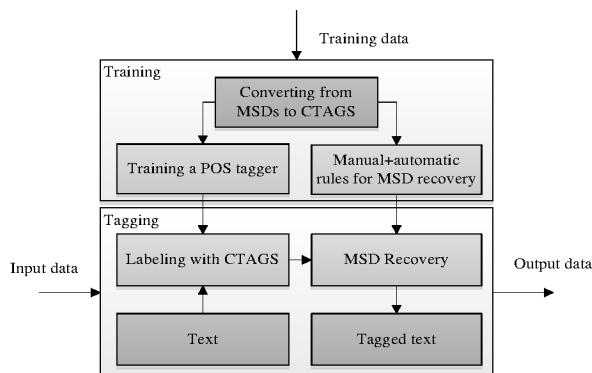 Training data
Training
Converting from
MSDs to CTAGS
Training a POS tagger
Manual+automatic
rules for MSD recovery
Tagging
Input data
Labeling with CTAGS
MSD Recovery
Output data
Text
Tagged text